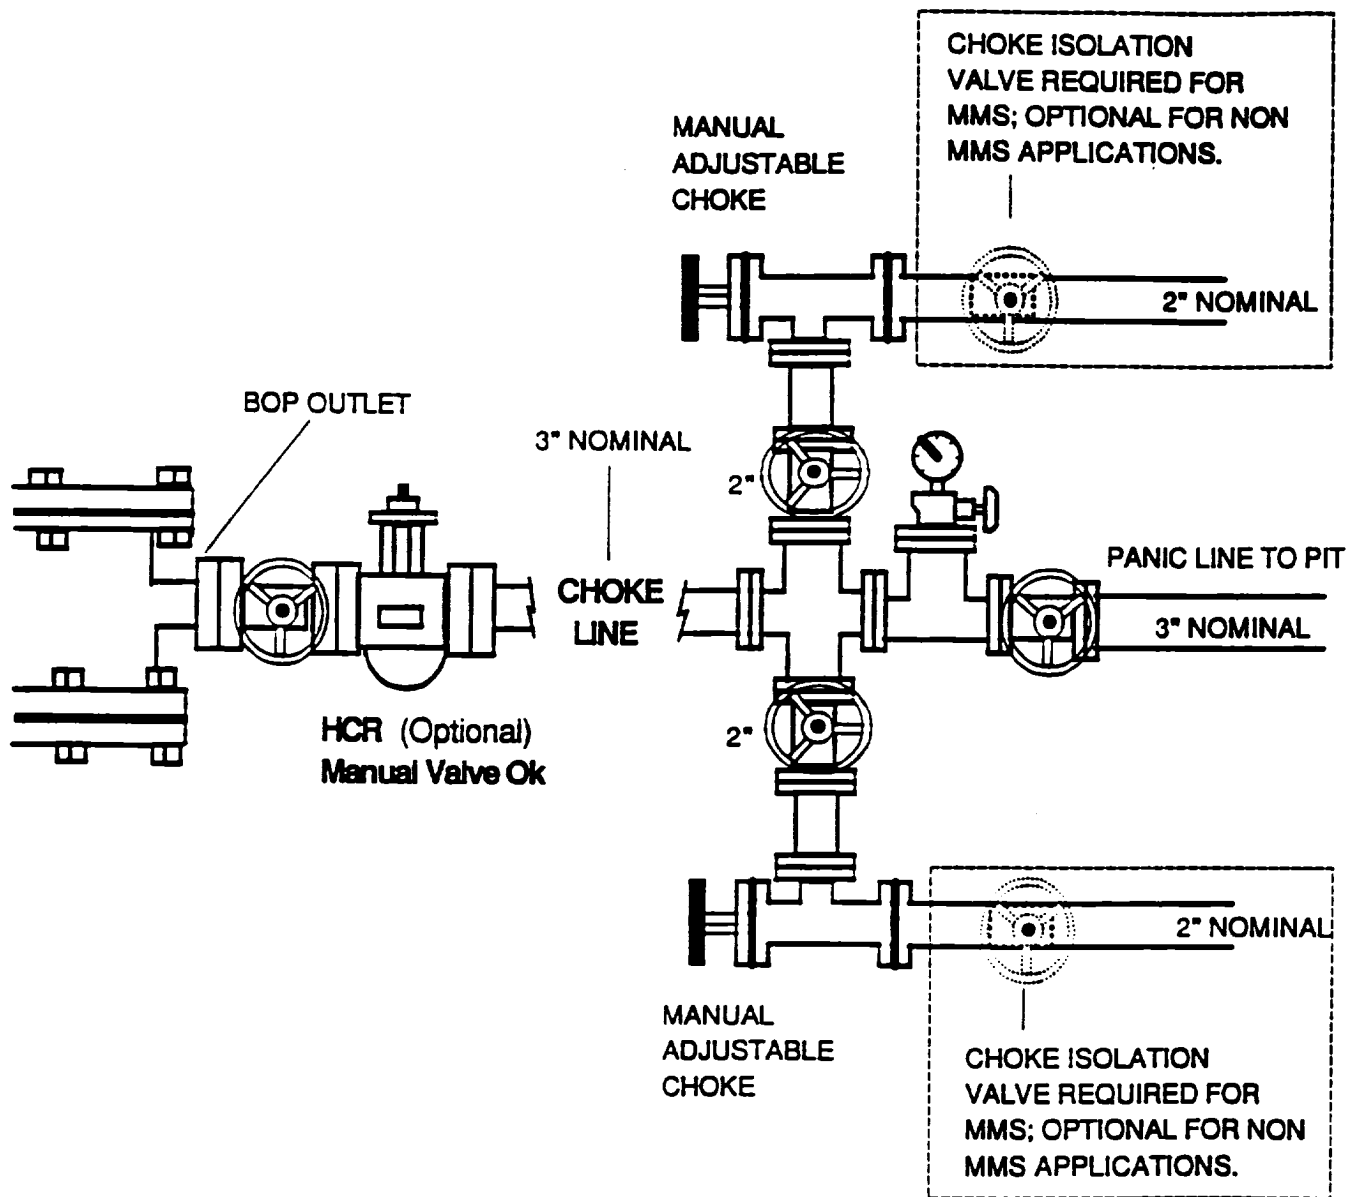 CHOKE ISOLATION
VALVE REQUIRED FOR
MMS; OPTIONAL FOR NON
MMS APPLICATIONS.
MANUAL
ADJUSTABLE
CHOKE
2" NOMINAL
BOP OUTLET
3" NOMINAL
2"
PANIC LINE TO PIT
CHOKE
LINE
3" NOMINAL
HCR (Optional)
Manual Valve Ok
2"
2" NOMINAL
MANUAL
ADJUSTABLE
CHOKE
CHOKE ISOLATION
VALVE REQUIRED FOR
MMS; OPTIONAL FOR NON
MMS APPLICATIONS.